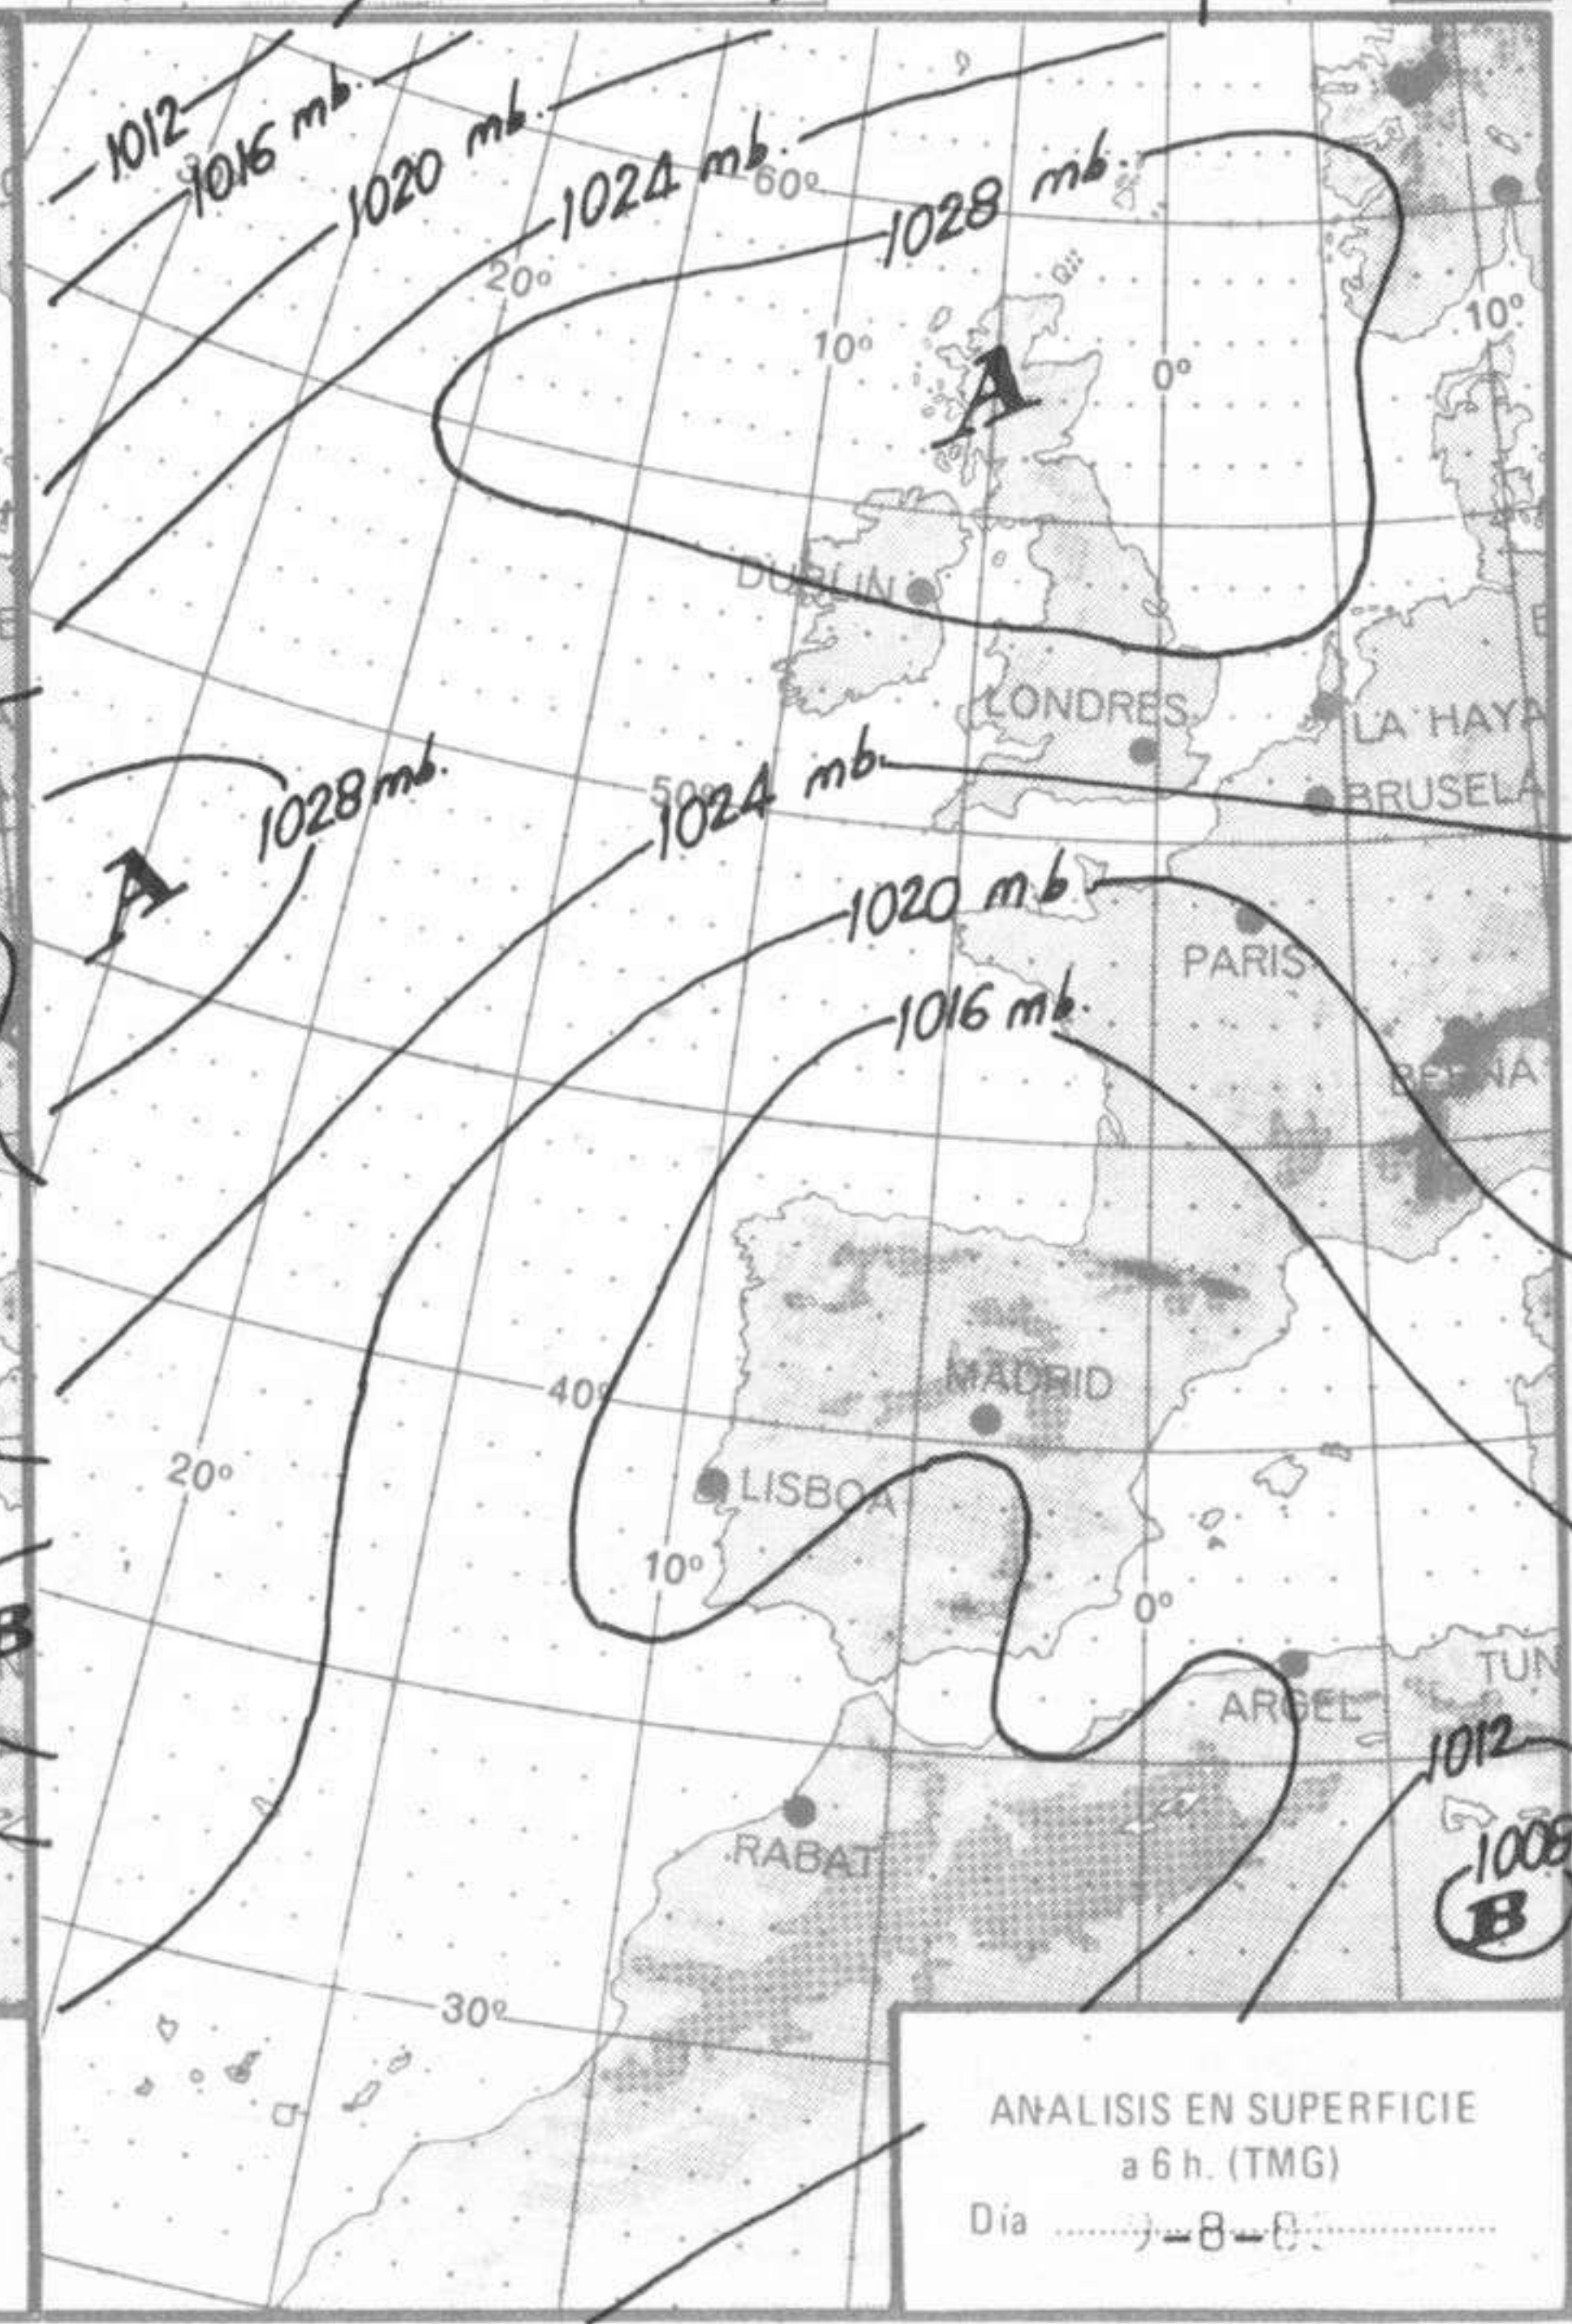 1012
1016 mb.
1020 mb.
1024 mb.
60º
1028 mb.
20º
10º
10º
0º
A
DUBLIN
LONDRES
LA HAYA
1028 mb.
50º
1024 mb.
BRUSELA
A
1020 mb.
PARIS
1016 mb.
BERNA
MADRID
40º
20º
LISBOA
10º
0º
B
TUN
ARGEL
1012
RABAT
1008
B
30º
ANALISIS EN SUPERFICIE
a 6 h. (TMG)
Dia -8-